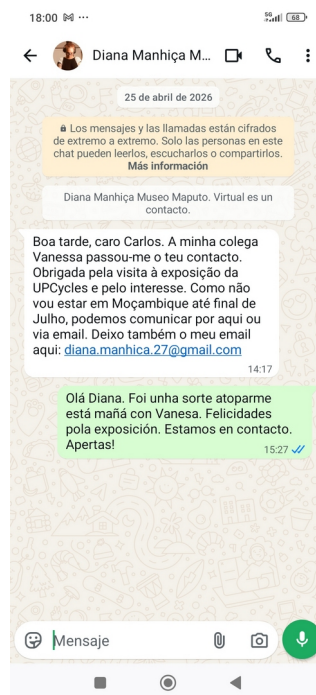 18:00
5G
68
Diana Manhiça M...
25 de abril de 2026
Los mensajes y las llamadas están cifrados
de extremo a extremo. Solo las personas en este
chat pueden leerlos, escucharlos o compartirlos.
Más información
Diana Manhiça Museo Maputo. Virtual es un
contacto.
Boa tarde, caro Carlos. A minha colega
Vanessa passou-me o teu contacto.
Obrigada pela visita à exposição da
UPCycles e pelo interesse. Como não
vou estar em Moçambique até final de
Julho, podemos comunicar por aqui ou
via email. Deixo também o meu email
aqui: diana.manhica.27@gmail.com
14:17
Olá Diana. Foi unha sorte atoparme
está mañá con Vanesa. Felicidades
pola exposición. Estamos en contacto.
Apertas!
15:27
Mensaje